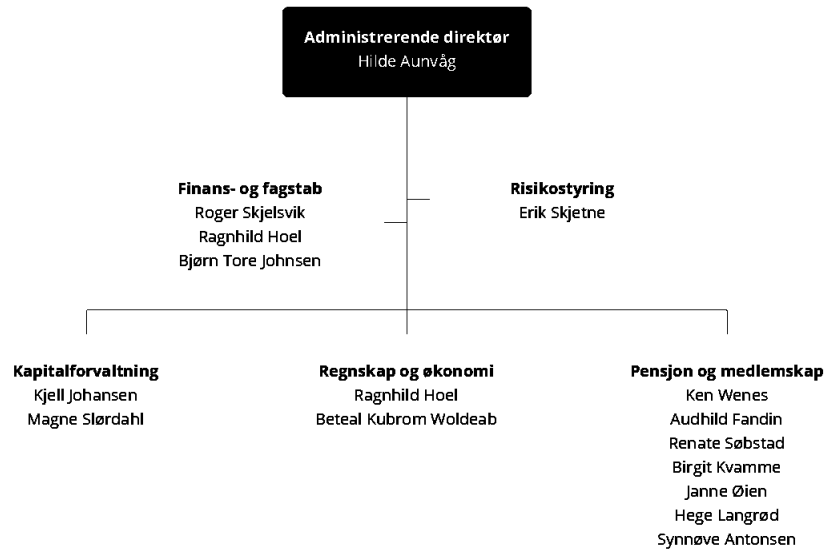 Administrerende direktør
Hilde Aunvåg
Finans- og fagstab
Roger Skjelsvik
Ragnhild Hoel
Bjørn Tore Johnsen
Risikostyring
Erik Skjetne
Kapitalforvaltning
Kjell Johansen
Magne Slørdahl
Regnskap og økonomi
Ragnhild Hoel
Beteal Kubrom Woldeab
Pensjon og medlemskap
Ken Wenes
Audhild Fandin
Renate Søbstad
Birgit Kvamme
Janne Øien
Hege Langrød
Synnøve Antonsen